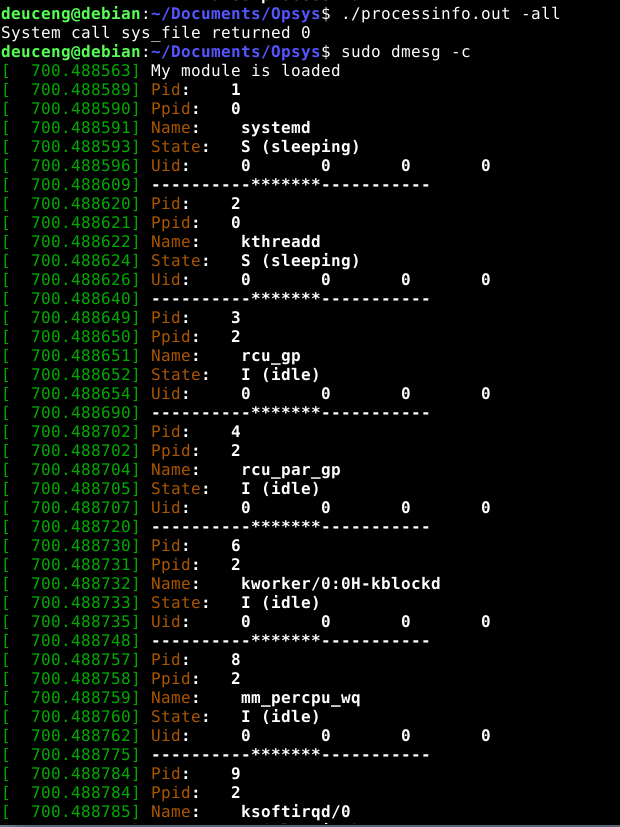 deuceng@debian:~/Documents/Opsys$ ./processinfo.out -all
System call sys_file returned 0
deuceng@debian:~/Documents/Opsys$ sudo dmesg -c
[  700.488563] My module is loaded
[  700.488589] Pid:    1
[  700.488590] Ppid:   0
[  700.488591] Name:    systemd
[  700.488593] State:   S (sleeping)
[  700.488596] Uid:     0       0       0       0
[  700.488609] ----------*******-----------
[  700.488620] Pid:    2
[  700.488621] Ppid:   0
[  700.488622] Name:    kthreadd
[  700.488624] State:   S (sleeping)
[  700.488626] Uid:     0       0       0       0
[  700.488640] ----------*******-----------
[  700.488649] Pid:    3
[  700.488650] Ppid:   2
[  700.488651] Name:    rcu_gp
[  700.488652] State:   I (idle)
[  700.488654] Uid:     0       0       0       0
[  700.488690] ----------*******-----------
[  700.488702] Pid:    4
[  700.488702] Ppid:   2
[  700.488704] Name:    rcu_par_gp
[  700.488705] State:   I (idle)
[  700.488707] Uid:     0       0       0       0
[  700.488720] ----------*******-----------
[  700.488730] Pid:    6
[  700.488731] Ppid:   2
[  700.488732] Name:    kworker/0:0H-kblockd
[  700.488733] State:   I (idle)
[  700.488735] Uid:     0       0       0       0
[  700.488748] ----------*******-----------
[  700.488757] Pid:    8
[  700.488758] Ppid:   2
[  700.488759] Name:    mm_percpu_wq
[  700.488760] State:   I (idle)
[  700.488762] Uid:     0       0       0       0
[  700.488775] ----------*******-----------
[  700.488784] Pid:    9
[  700.488784] Ppid:   2
[  700.488785] Name:    ksoftirqd/0